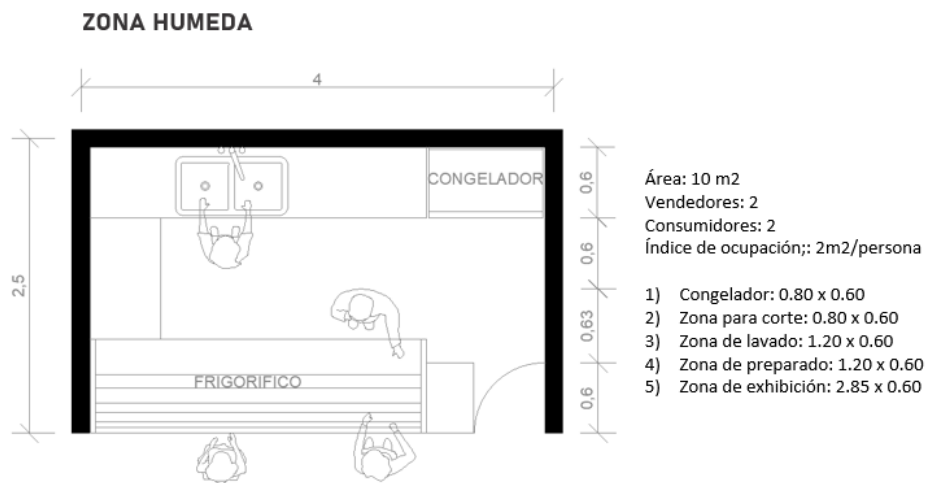 ZONA HUMEDA
4
2,5
CONGELADOR
FRIGORIFICO
0,6
0,6
0,63
0,6
Área: 10 m2
Vendedores: 2
Consumidores: 2
Índice de ocupación;: 2m2/persona
1) Congelador: 0.80 x 0.60
2) Zona para corte: 0.80 x 0.60
3) Zona de lavado: 1.20 x 0.60
4) Zona de preparado: 1.20 x 0.60
5) Zona de exhibición: 2.85 x 0.60